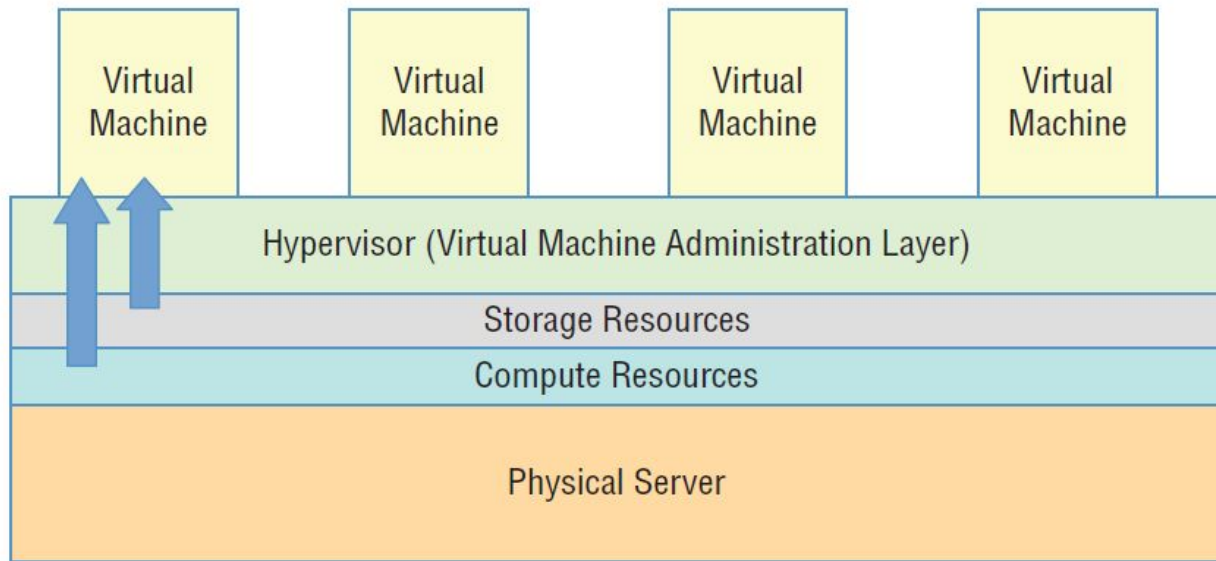 Virtual
Machine
Virtual
Machine
Virtual
Machine
Virtual
Machine
Hypervisor (Virtual Machine Administration Layer)
Storage Resources
Compute Resources
Physical Server